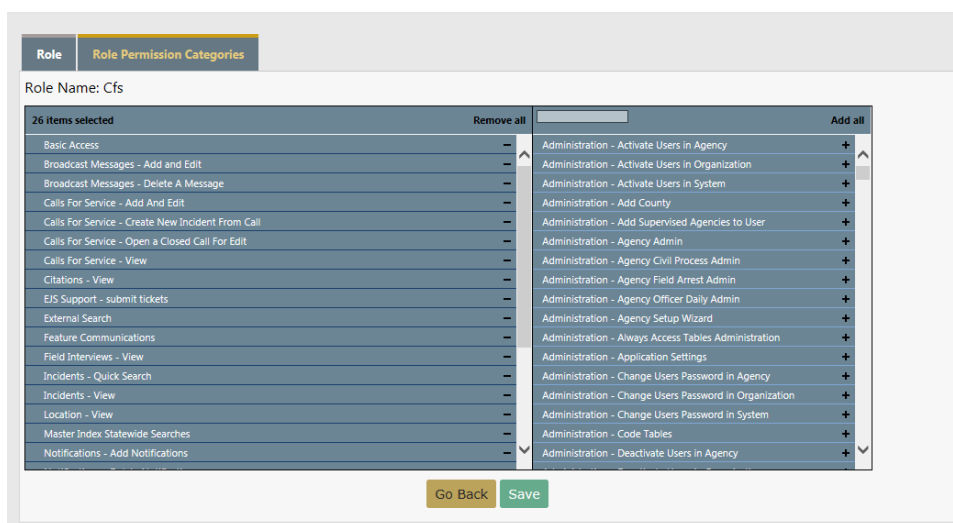 Role Role Permission Categories
Role Name: Cfs
26 items selected Remove all Add all
Basic Access
Broadcast Messages - Add and Edit
Broadcast Messages - Delete A Message
Calls For Service - Add And Edit
Calls For Service - Create New Incident From Call
Calls For Service - Open a Closed Call For Edit
Calls For Service - View
Citations - View
EJS Support - submit tickets
External Search
Feature Communications
Field Interviews - View
Incidents - Quick Search
Incidents - View
Location - View
Master Index Statewide Searches
Notifications - Add Notifications
Administration - Activate Users in Agency
Administration - Activate Users in Organization
Administration - Activate Users in System
Administration - Add County
Administration - Add Supervised Agencies to User
Administration - Agency Admin
Administration - Agency Civil Process Admin
Administration - Agency Field Arrest Admin
Administration - Agency Officer Daily Admin
Administration - Agency Setup Wizard
Administration - Always Access Tables Administration
Administration - Application Settings
Administration - Change Users Password in Agency
Administration - Change Users Password in Organization
Administration - Change Users Password in System
Administration - Code Tables
Administration - Deactivate Users in Agency
Go Back Save